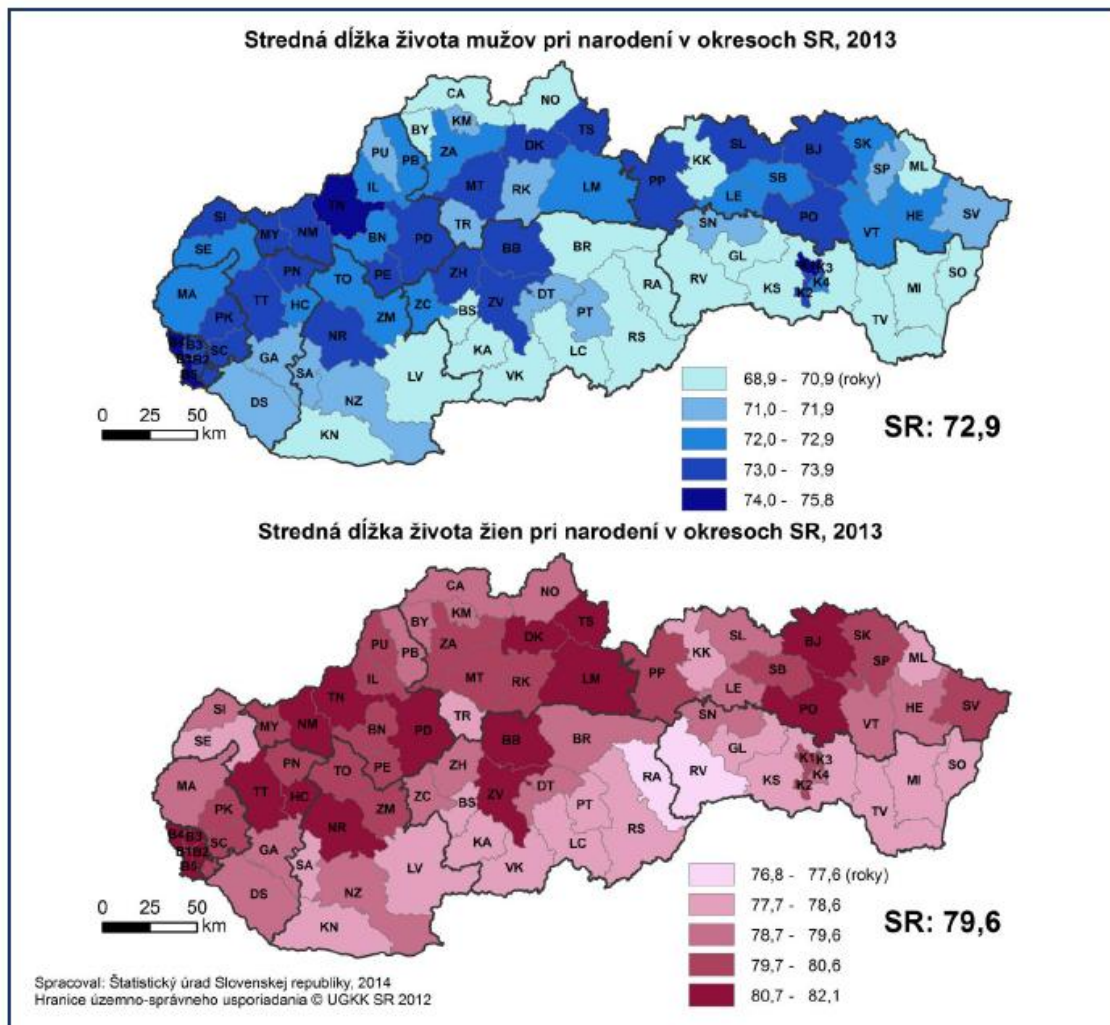 Stredná dĺžka života mužov pri narodení v okresoch SR, 2013
CA
NO
BY
KM
TS
PU
PB
ZA
DK
SL
BJ
SK
KK
SP
ML
IL
MT
RK
LM
PP
SB
TN
LE
HE
SV
SI
TR
PO
VT
MY
NM
BN
PD
BB
SN
SE
BR
GL
PN
PE
ZH
K3
SO
TO
RV
KS
K4
MI
MA
TT
HC
ZC
DT
RA
K2
BS
ZV
TV
PK
ZM
PT
NR
B3
SC
GA
KA
LC
RS
SA
LV
VK
B5
DS
NZ
KN
0 25 50
km
68,9 - 70,9 (roky)
71,0 - 71,9
72,0 - 72,9
73,0 - 73,9
74,0 - 75,8
SR: 72,9
Stredná dĺžka života žien pri narodení v okresoch SR, 2013
CA
NO
BY
KM
TS
PU
PB
ZA
DK
SL
BJ
SK
KK
SP
ML
IL
MT
RK
LM
PP
SB
TN
LE
HE
SV
SI
TR
PO
VT
MY
NM
BN
PD
BB
SN
SE
BR
GL
PN
PE
ZH
K1
K3
SO
TO
RA
RV
KS
K4
MI
MA
TT
HC
ZC
DT
K2
BS
ZV
TV
PK
ZM
PT
NR
B4
B3
SC
GA
KA
LC
RS
B1
B2
SA
LV
VK
B5
DS
NZ
KN
0 25 50
km
76,8 - 77,6 (roky)
77,7 - 78,6
78,7 - 79,6
79,7 - 80,6
80,7 - 82,1
SR: 79,6
Spracoval: Štatistický úrad Slovenskej republiky, 2014
Hranice územno-správneho usporiadania © UGKK SR 2012